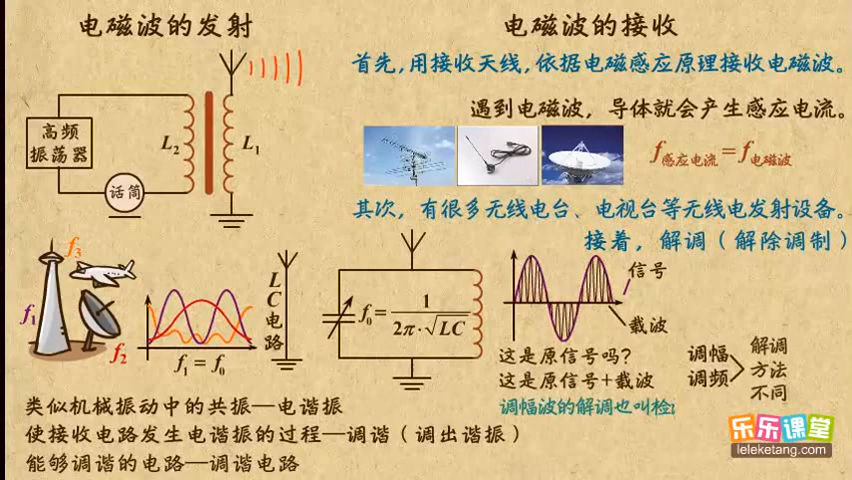 电磁波的发射
电磁波的接收
首先,用接收天线,依据电磁感应原理接收电磁波。
遇到电磁波，导体就会产生感应电流。
高频
振荡器
L2
L1
话筒
f感应电流=f电磁波
其次，有很多无线电台、电视台等无线电发射设备。
接着，解调（解除调制）
f3
f1
f2
f1=f0
LC电路
f0=1/2π·√LC
信号
载波
这是原信号吗？
这是原信号+载波
调幅波的解调也叫检
调幅
调频
解调
方法
不同
类似机械振动中的共振—电谐振
使接收电路发生电谐振的过程—调谐（调出谐振）
能够调谐的电路—调谐电路
乐乐课堂
leleketang.com